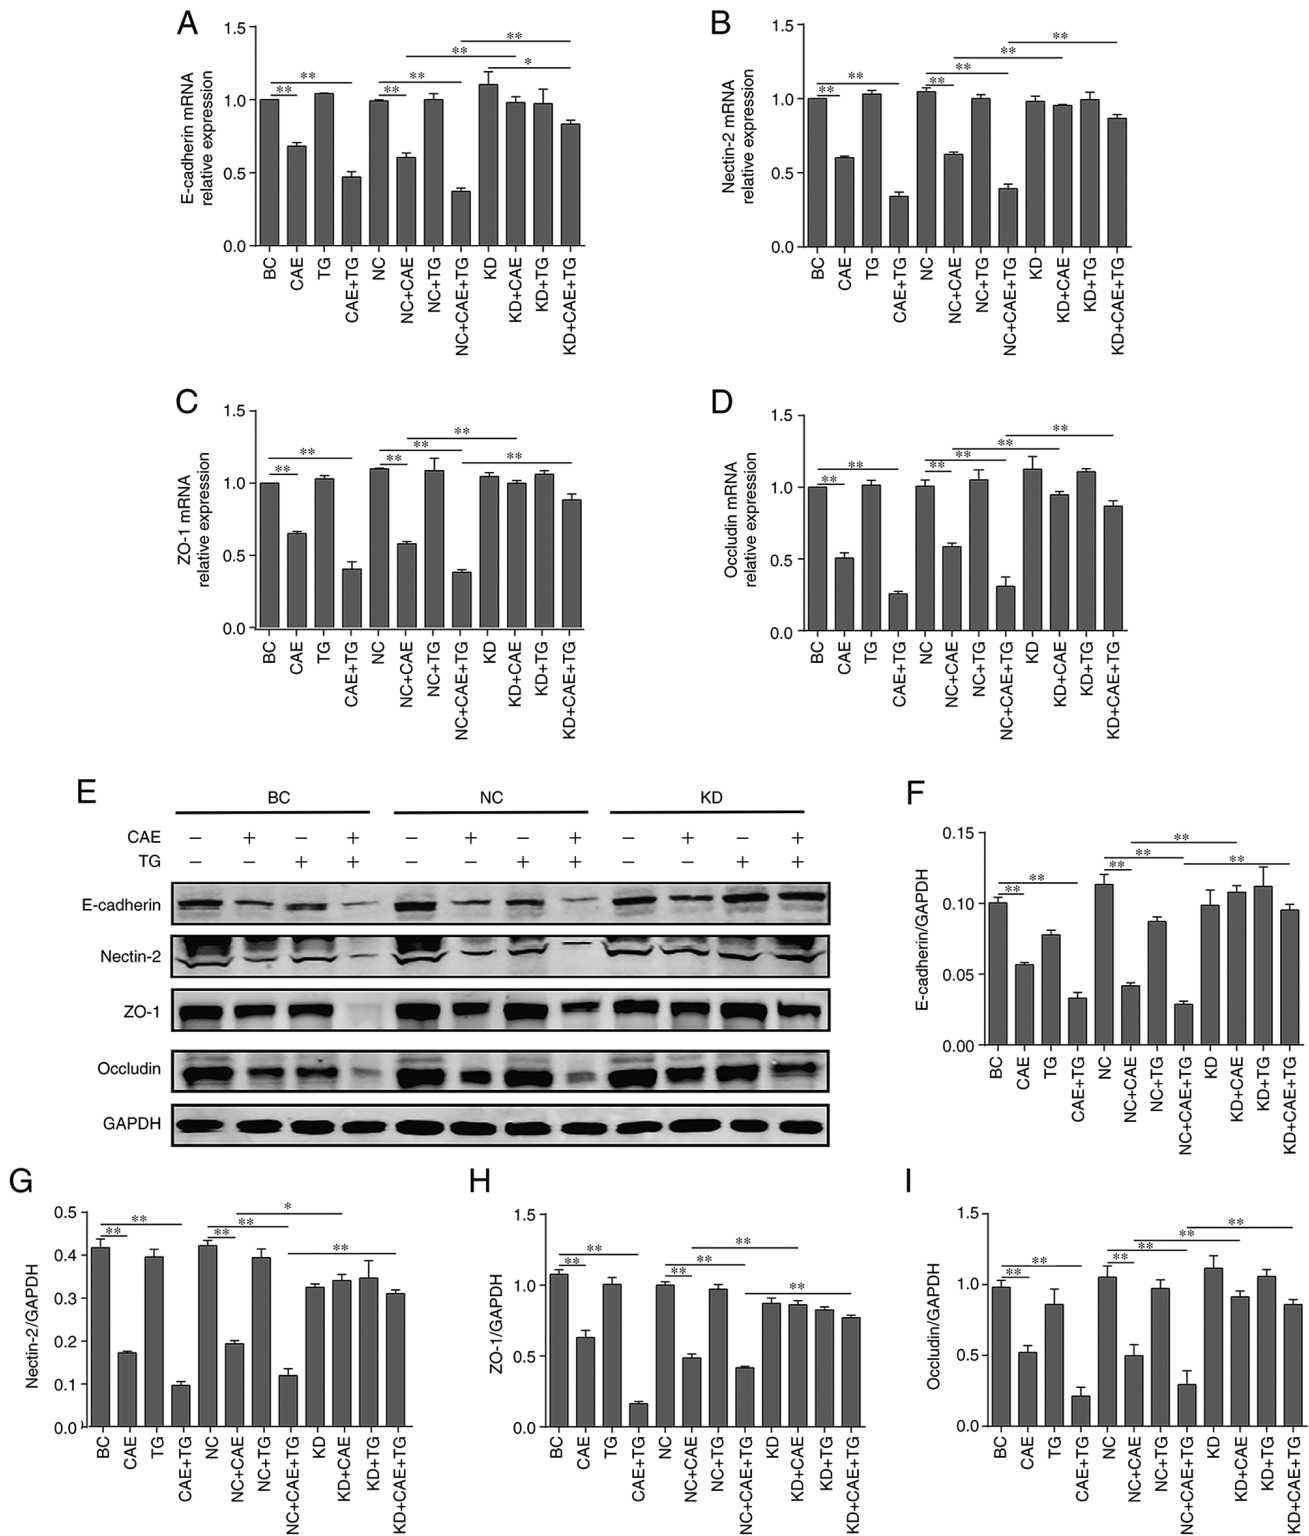 A
E-cadherin mRNA
relative expression
1.5
1.0
0.5
0.0
**
**
**
**
**
**
*
BC
CAE
TG
CAE+TG
NC
NC+CAE
NC+TG
NC+CAE+TG
KD
KD+CAE
KD+TG
KD+CAE+TG
B
Nectin-2 mRNA
relative expression
1.5
1.0
0.5
0.0
**
**
**
**
**
**
BC
CAE
TG
CAE+TG
NC
NC+CAE
NC+TG
NC+CAE+TG
KD
KD+CAE
KD+TG
KD+CAE+TG
C
ZO-1 mRNA
relative expression
1.5
1.0
0.5
0.0
**
**
**
**
**
**
BC
CAE
TG
CAE+TG
NC
NC+CAE
NC+TG
NC+CAE+TG
KD
KD+CAE
KD+TG
KD+CAE+TG
D
Occludin mRNA
relative expression
1.5
1.0
0.5
0.0
**
**
**
**
**
**
BC
CAE
TG
CAE+TG
NC
NC+CAE
NC+TG
NC+CAE+TG
KD
KD+CAE
KD+TG
KD+CAE+TG
E
BC NC KD
CAE − + − + − + − + − + − +
TG − − + + − − + + − − + +
E-cadherin
Nectin-2
ZO-1
Occludin
GAPDH
F
E-cadherin/GAPDH
0.15
0.10
0.05
0.00
**
**
**
**
**
**
BC
CAE
TG
CAE+TG
NC
NC+CAE
NC+TG
NC+CAE+TG
KD
KD+CAE
KD+TG
KD+CAE+TG
G
Nectin-2/GAPDH
0.5
0.4
0.3
0.2
0.1
0.0
**
**
**
**
*
**
BC
CAE
TG
CAE+TG
NC
NC+CAE
NC+TG
NC+CAE+TG
KD
KD+CAE
KD+TG
KD+CAE+TG
H
ZO-1/GAPDH
1.5
1.0
0.5
0.0
**
**
**
**
**
**
BC
CAE
TG
CAE+TG
NC
NC+CAE
NC+TG
NC+CAE+TG
KD
KD+CAE
KD+TG
KD+CAE+TG
I
Occludin/GAPDH
1.5
1.0
0.5
0.0
**
**
**
**
**
**
BC
CAE
TG
CAE+TG
NC
NC+CAE
NC+TG
NC+CAE+TG
KD
KD+CAE
KD+TG
KD+CAE+TG